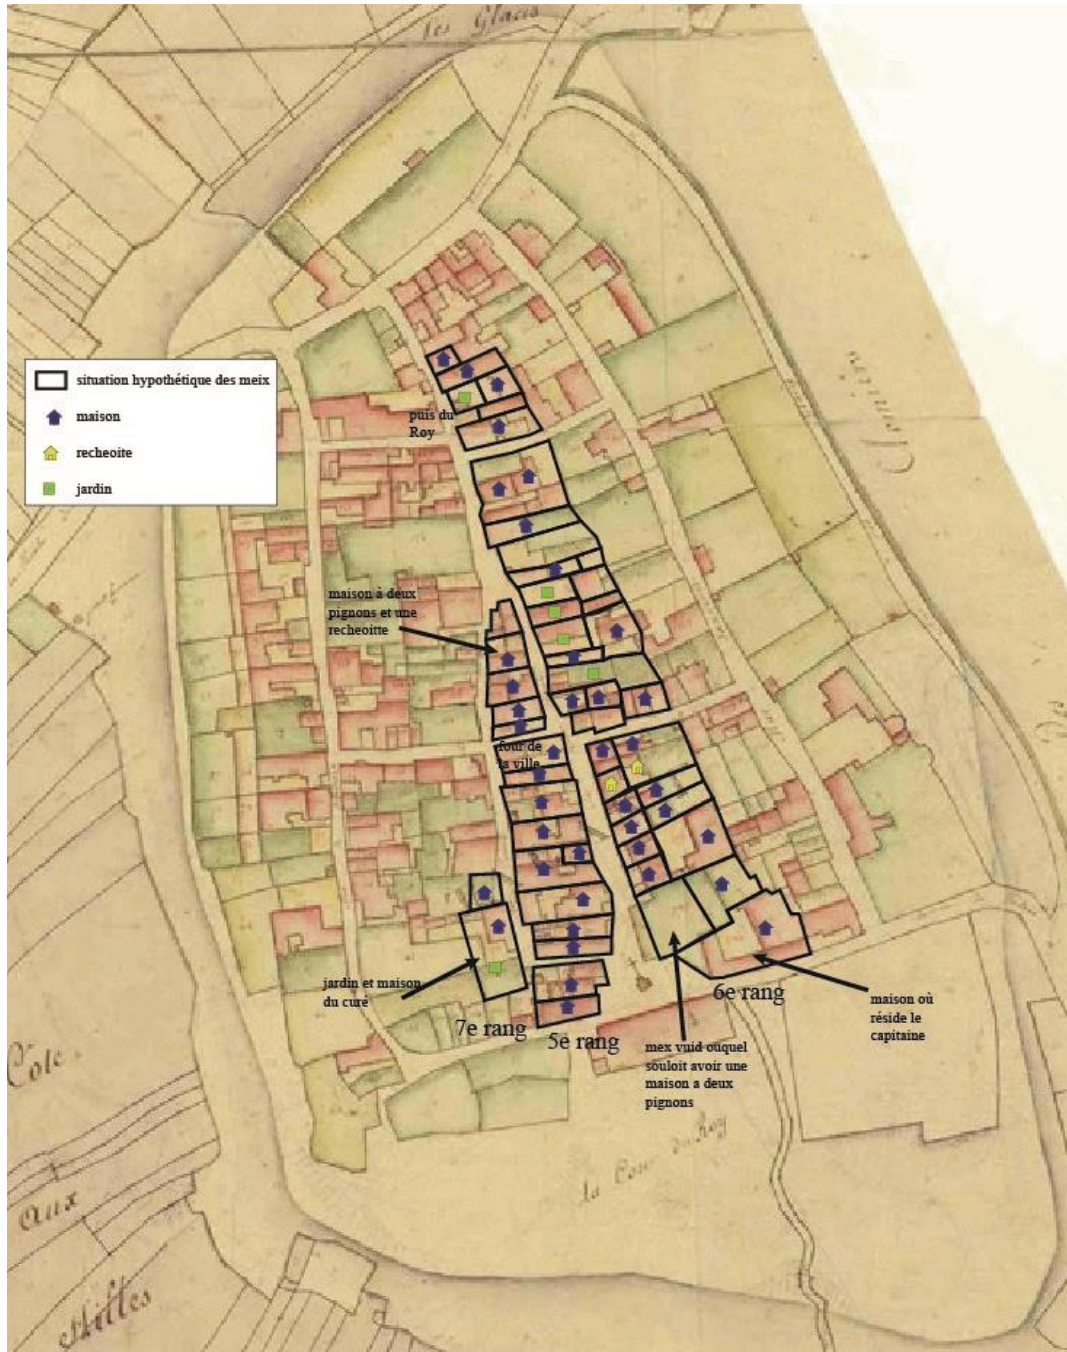 les Glacis
situation hypothétique des meix
maison
recheoite
jardin
puis du
Roy
maison à deux
pignons et une
recheoitte
four de
la ville
jardin et maison
du curé
7e rang
5e rang
6e rang
maison où
réside le
capitaine
mex vuid ouquel
souloit avoir une
maison a deux
pignons
la Cour du Roy
Cote
aux